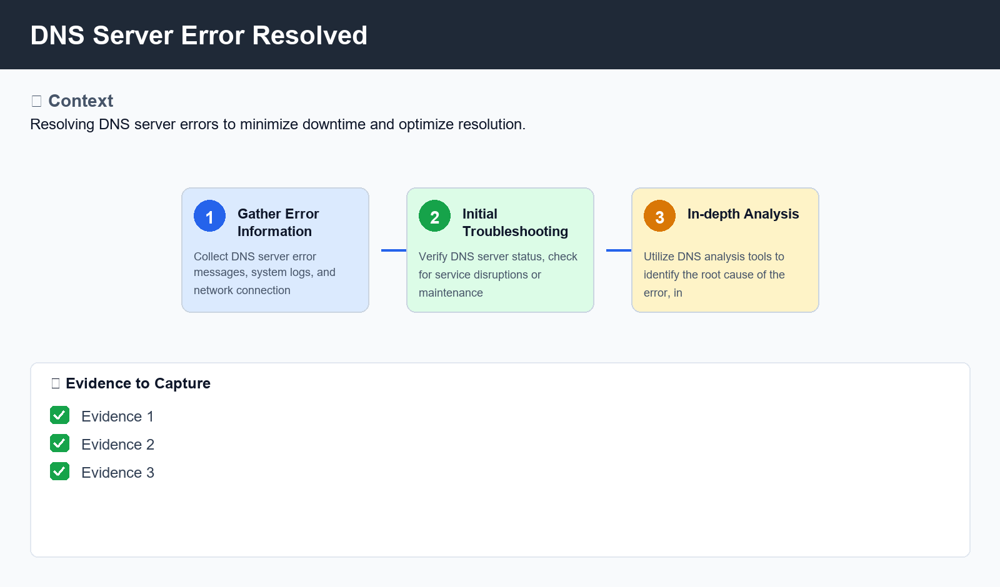 DNS Server Error Resolved
Context
Resolving DNS server errors to minimize downtime and optimize resolution.
1
Gather Error
Information
Collect DNS server error
messages, system logs, and
network connection
2
Initial
Troubleshooting
Verify DNS server status, check
for service disruptions or
maintenance
3
In-depth Analysis
Utilize DNS analysis tools to
identify the root cause of the
error, in
Evidence to Capture
Evidence 1
Evidence 2
Evidence 3